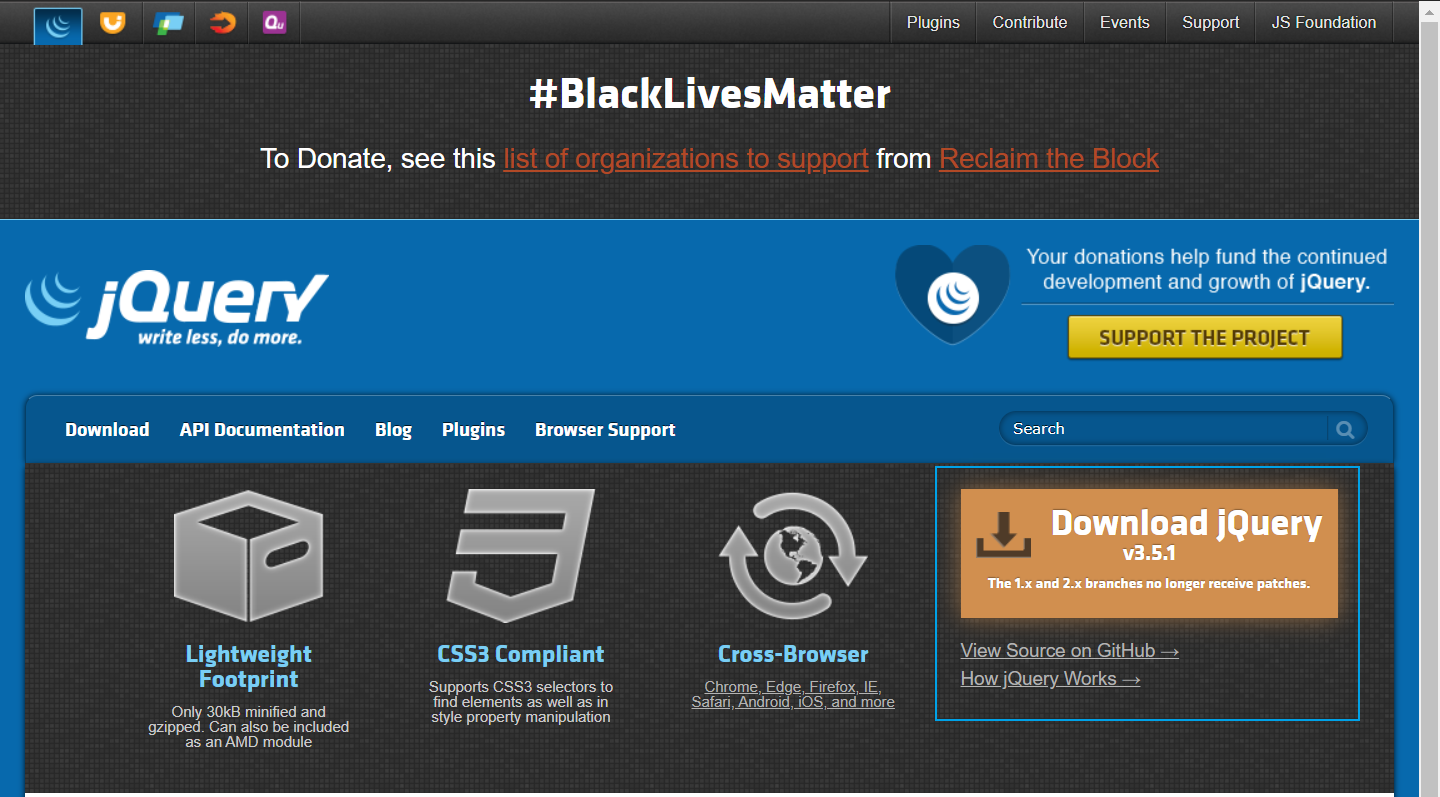 Qu
Plugins Contribute Events Support JS Foundation
#BlackLivesMatter
To Donate, see this list of organizations to support from Reclaim the Block
jQuery
write less, do more.
Your donations help fund the continued
development and growth of jQuery.
SUPPORT THE PROJECT
Download API Documentation Blog Plugins Browser Support Search
Lightweight
Footprint
Only 30kB minified and
gzipped. Can also be included
as an AMD module
CSS3 Compliant
Supports CSS3 selectors to
find elements as well as in
style property manipulation
Cross-Browser
Chrome, Edge, Firefox, IE,
Safari, Android, iOS, and more
Download jQuery
v3.5.1
The 1.x and 2.x branches no longer receive patches.
View Source on GitHub →
How jQuery Works →